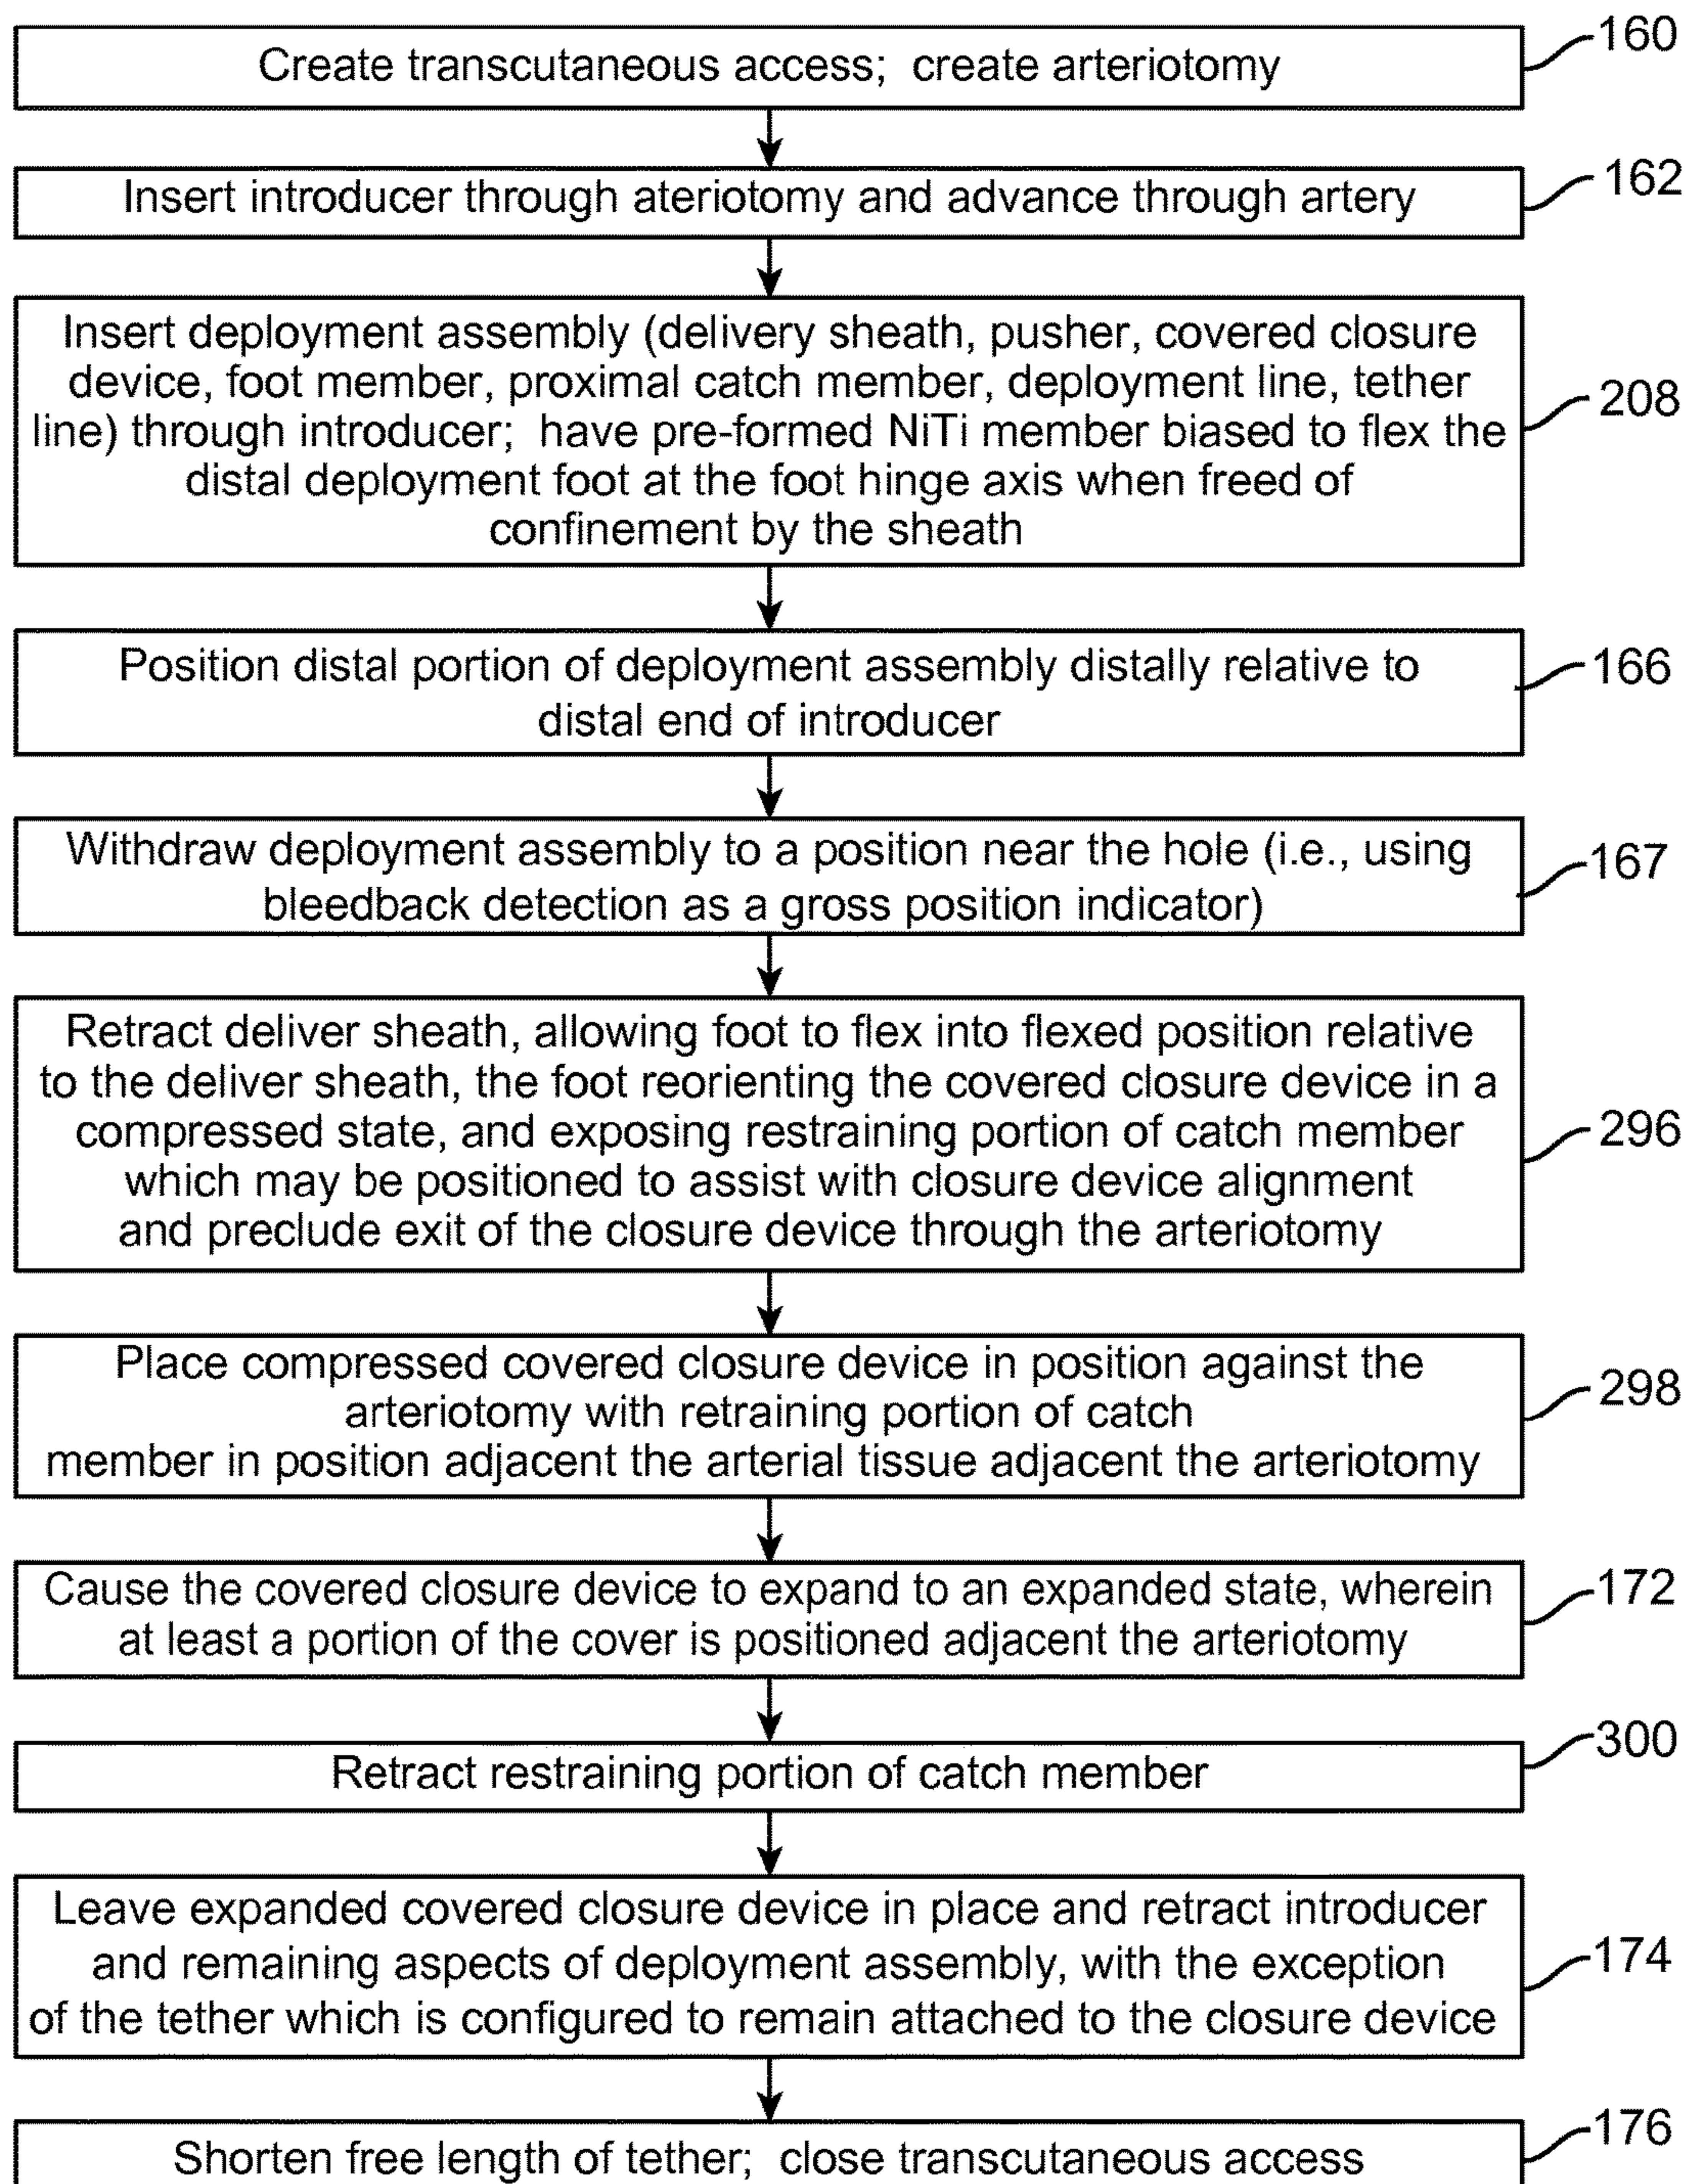 Create transcutaneous access; create arteriotomy
160
Insert introducer through ateriotomy and advance through artery
162
Insert deployment assembly (delivery sheath, pusher, covered closure
device, foot member, proximal catch member, deployment line, tether
line) through introducer; have pre-formed NiTi member biased to flex the
distal deployment foot at the foot hinge axis when freed of
confinement by the sheath
208
Position distal portion of deployment assembly distally relative to
distal end of introducer
166
Withdraw deployment assembly to a position near the hole (i.e., using
bleedback detection as a gross position indicator)
167
Retract deliver sheath, allowing foot to flex into flexed position relative
to the deliver sheath, the foot reorienting the covered closure device in a
compressed state, and exposing restraining portion of catch member
which may be positioned to assist with closure device alignment
and preclude exit of the closure device through the arteriotomy
296
Place compressed covered closure device in position against the
arteriotomy with retraining portion of catch
member in position adjacent the arterial tissue adjacent the arteriotomy
298
Cause the covered closure device to expand to an expanded state, wherein
at least a portion of the cover is positioned adjacent the arteriotomy
172
Retract restraining portion of catch member
300
Leave expanded covered closure device in place and retract introducer
and remaining aspects of deployment assembly, with the exception
of the tether which is configured to remain attached to the closure device
174
Shorten free length of tether; close transcutaneous access
176